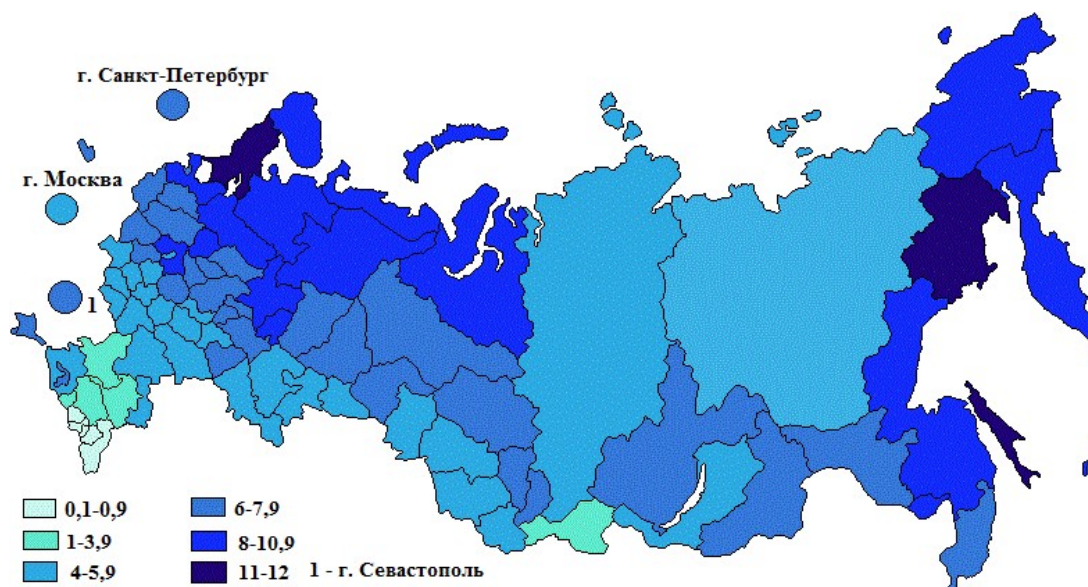 г. Санкт-Петербург
г. Москва
1
0,1-0,9
1-3,9
4-5,9
6-7,9
8-10,9
11-12
1 - г. Севастополь